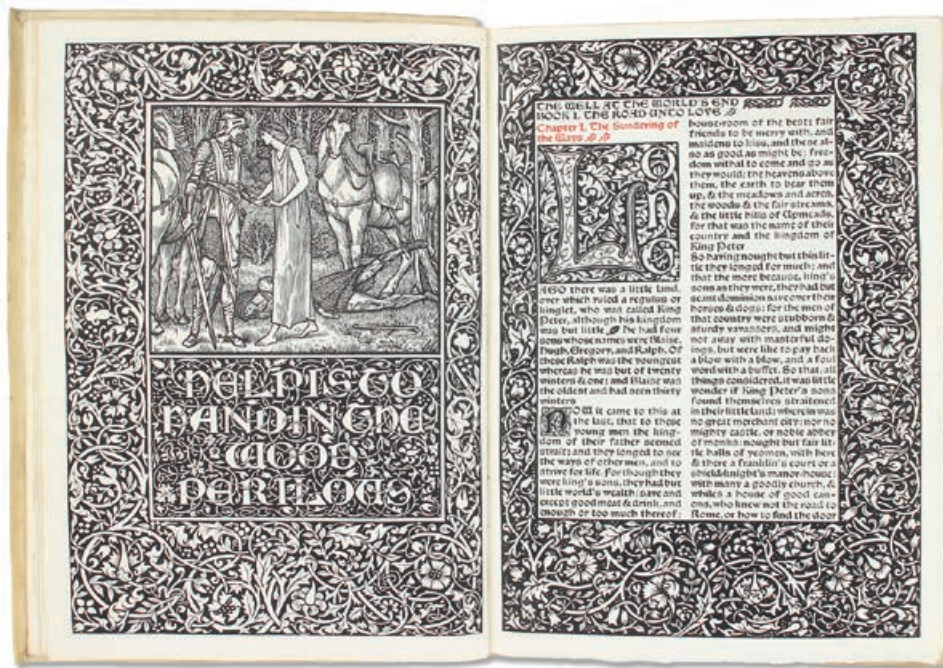 HELP IS TO
HAND IN THE
WOOD
PERILOUS
THE WELL AT THE WORLD'S END
BOOK I. THE ROAD UNTO LOVE
Chapter I. The Sundering of
the Ways
LONG
AGO there was a little land,
over which ruled a regulus or
kinglet, who was called King
Peter, although his kingdom
was but little. He had four
sons whose names were Blaise,
Hugh, Gregory, and Ralph. Of
these Ralph was the youngest
whereas he was but of twenty
winters & one: and Blaise was
the oldest and had seen thirty
winters
NOW it came to this at
the last, that to these
young men the king-
dom of their father seemed
strait: and they longed to see
the ways of other men, and to
strive for life. For though they
were king's sons, they had but
little world's wealth: save and
except good meat & drink, and
enough or too much thereof:
house-room of the best: fair
friends to be merry with, and
maidens to kiss, and these al-
so as good as might be: free-
dom withal to come and go as
they would: the heavens above
them, the earth to bear them
up, & the meadows and acres,
the woods & the fair streams,
& the little hills of Upmeads,
for that was the name of their
country and the kingdom of
King Peter
So having nought but this lit-
tle they longed for much; and
that the more because, king's
sons as they were, they had but
scant dominion save over their
horses & dogs: for the men of
that country were stubborn &
sturdy vavassors, and might
not away with masterful do-
ings, but were like to pay back
a blow with a blow, and a foul
word with a buffet. So that, all
things considered, it was little
wonder if King Peter's sons
found themselves straitened
in their little land: wherein was
no great merchant city: nor no
mighty castle, or noble abbey
of monks: nought but fair lit-
tle halls of yeomen, with here
& there a franklin's court or a
shield-knight's manor-house:
with many a goodly church, &
whiles a house of good can-
ons, who knew not the road to
Rome, or how to find the door